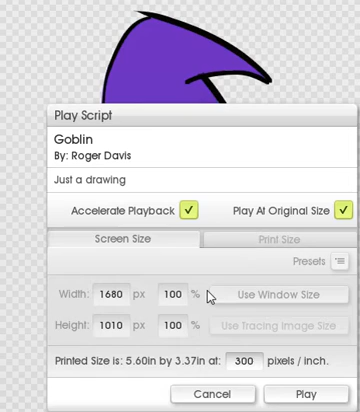 Play Script
Goblin
By: Roger Davis
Just a drawing
Accelerate Playback Play At Original Size
Screen Size Print Size
Presets
Width: 1680 px 100 % Use Window Size
Height: 1010 px 100 % Use Tracing Image Size
Printed Size is: 5.60in by 3.37in at: 300 pixels / inch.
Cancel Play